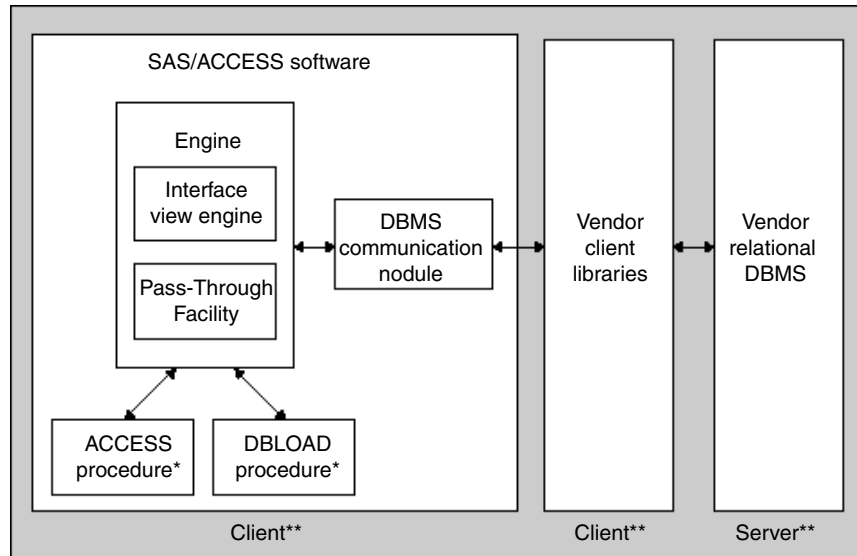 SAS/ACCESS software
Engine
Interface
view engine
Pass-Through
Facility
DBMS
communication
nodule
Vendor
client
libraries
Vendor
relational
DBMS
ACCESS
procedure*
DBLOAD
procedure*
Client**
Client**
Server**